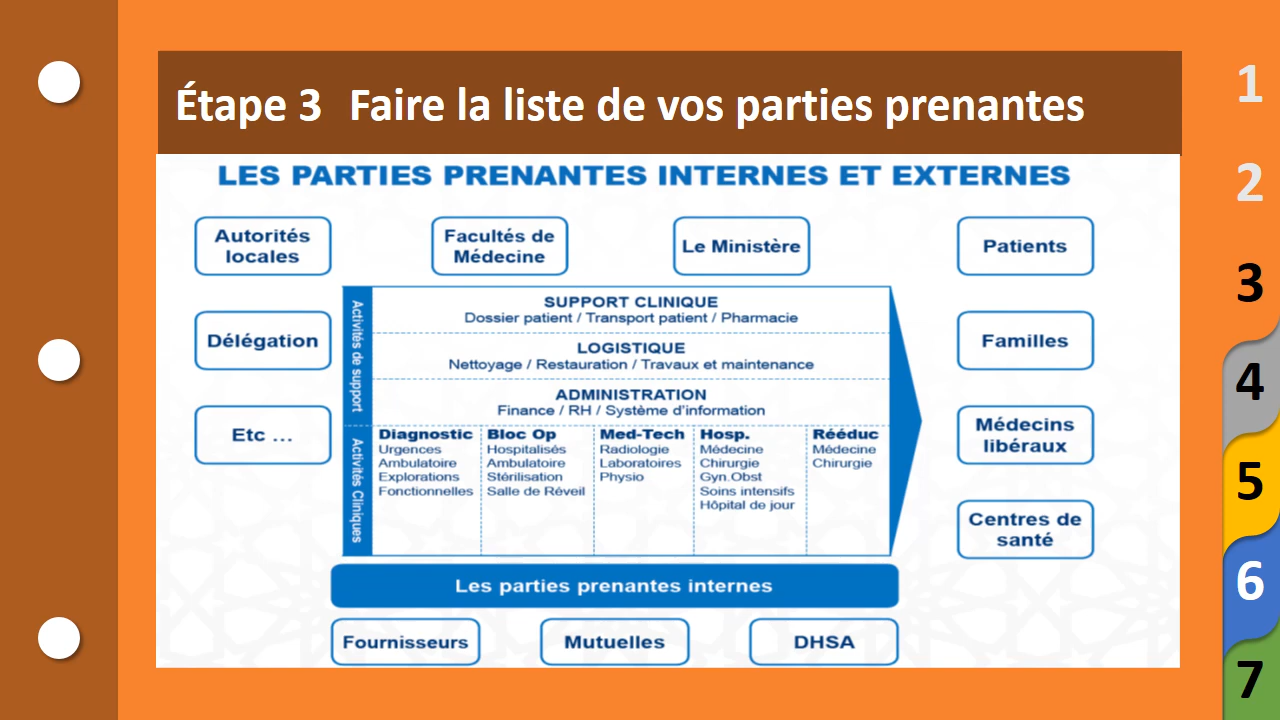 Étape 3 Faire la liste de vos parties prenantes
LES PARTIES PRENANTES INTERNES ET EXTERNES
Autorités
locales
Facultés de
Médecine
Le Ministère
Patients
Délégation
Etc ...
Activités de support
SUPPORT CLINIQUE
Dossier patient / Transport patient / Pharmacie
LOGISTIQUE
Nettoyage / Restauration / Travaux et maintenance
ADMINISTRATION
Finance / RH / Système d'information
Activités Cliniques
Diagnostic
Urgences
Ambulatoire
Explorations
Fonctionnelles
Bloc Op
Hospitalisés
Ambulatoire
Stérilisation
Salle de Réveil
Med-Tech
Radiologie
Laboratoires
Physio
Hosp.
Médecine
Chirurgie
Gyn.Obst
Soins intensifs
Hôpital de jour
Rééduc
Médecine
Chirurgie
Familles
Médecins
libéraux
Centres de
santé
Les parties prenantes internes
Fournisseurs
Mutuelles
DHSA
1
2
3
4
5
6
7